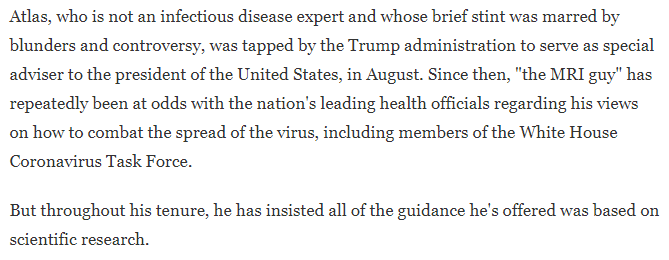 Atlas, who is not an infectious disease expert and whose brief stint was marred by
blunders and controversy, was tapped by the Trump administration to serve as special
adviser to the president of the United States, in August. Since then, "the MRI guy" has
repeatedly been at odds with the nation's leading health officials regarding his views
on how to combat the spread of the virus, including members of the White House
Coronavirus Task Force.
But throughout his tenure, he has insisted all of the guidance he's offered was based on
scientific research.